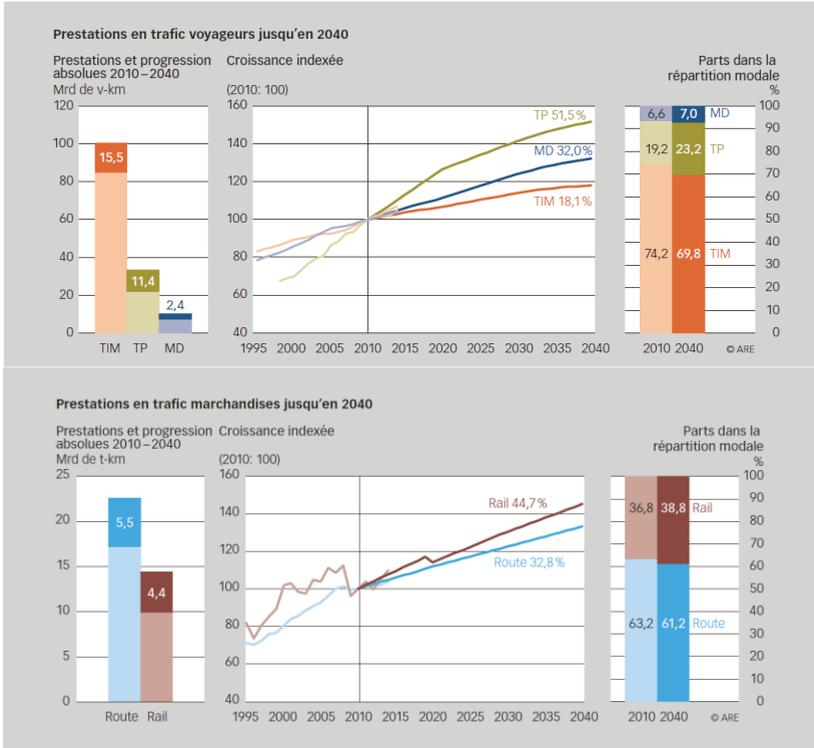 Prestations en trafic voyageurs jusqu'en 2040
Prestations et progression
absolues 2010–2040
Mrd de v-km
120
100
80
60
40
20
0
15,5
11,4
2,4
TIM TP MD
Croissance indexée
(2010: 100)
160
140
120
100
80
60
40
TP 51,5%
MD 32,0%
TIM 18,1%
1995 2000 2005 2010 2015 2020 2025 2030 2035 2040
Parts dans la
répartition modale
%
100
90
80
70
60
50
40
30
20
10
0
6,6 7,0 MD
19,2 23,2 TP
74,2 69,8 TIM
2010 2040
© ARE
Prestations en trafic marchandises jusqu'en 2040
Prestations et progression
absolues 2010–2040
Mrd de t-km
25
20
15
10
5
0
5,5
4,4
Route Rail
Croissance indexée
(2010: 100)
160
140
120
100
80
60
40
Rail 44,7%
Route 32,8%
1995 2000 2005 2010 2015 2020 2025 2030 2035 2040
Parts dans la
répartition modale
%
100
90
80
70
60
50
40
30
20
10
0
36,8 38,8 Rail
63,2 61,2 Route
2010 2040
© ARE